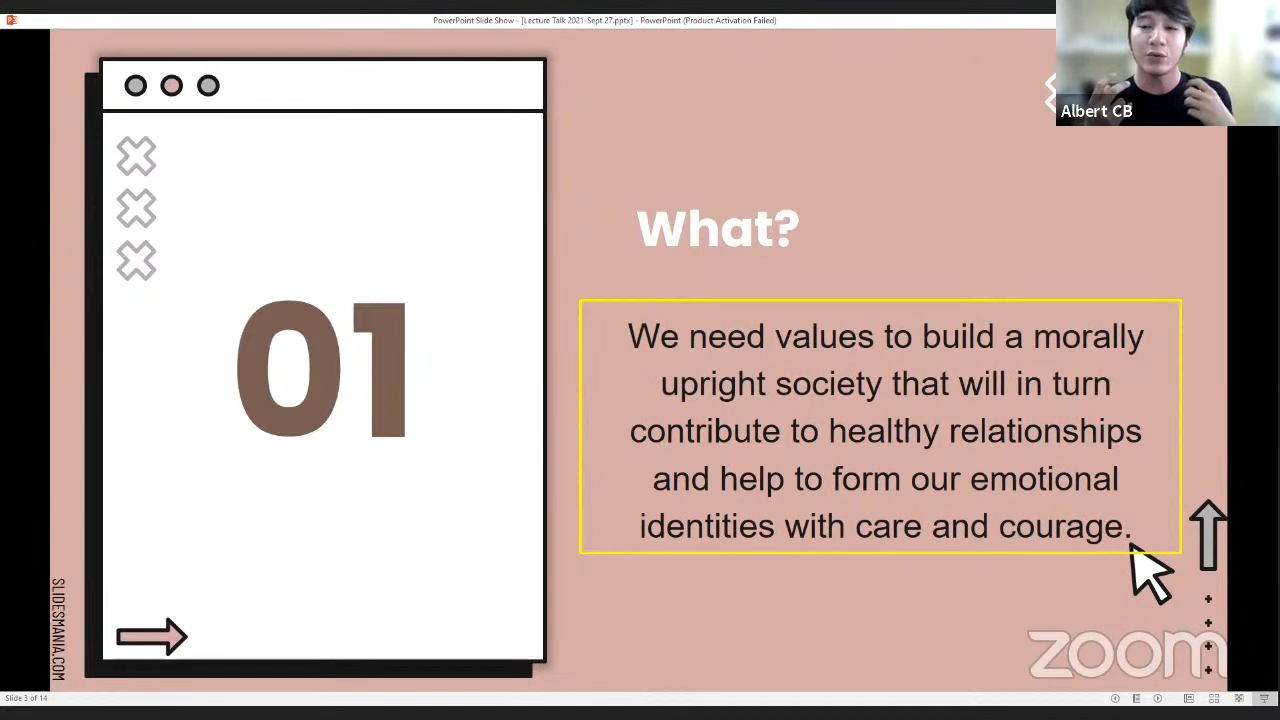 PowerPoint Slide Show - [Lecture Talk 2021-Sept 27.pptx] - PowerPoint (Product Activation Failed)
Albert CB
01
What?
We need values to build a morally
upright society that will in turn
contribute to healthy relationships
and help to form our emotional
identities with care and courage.
SLIDESMANIA.COM
zoom
Slide 3 of 14